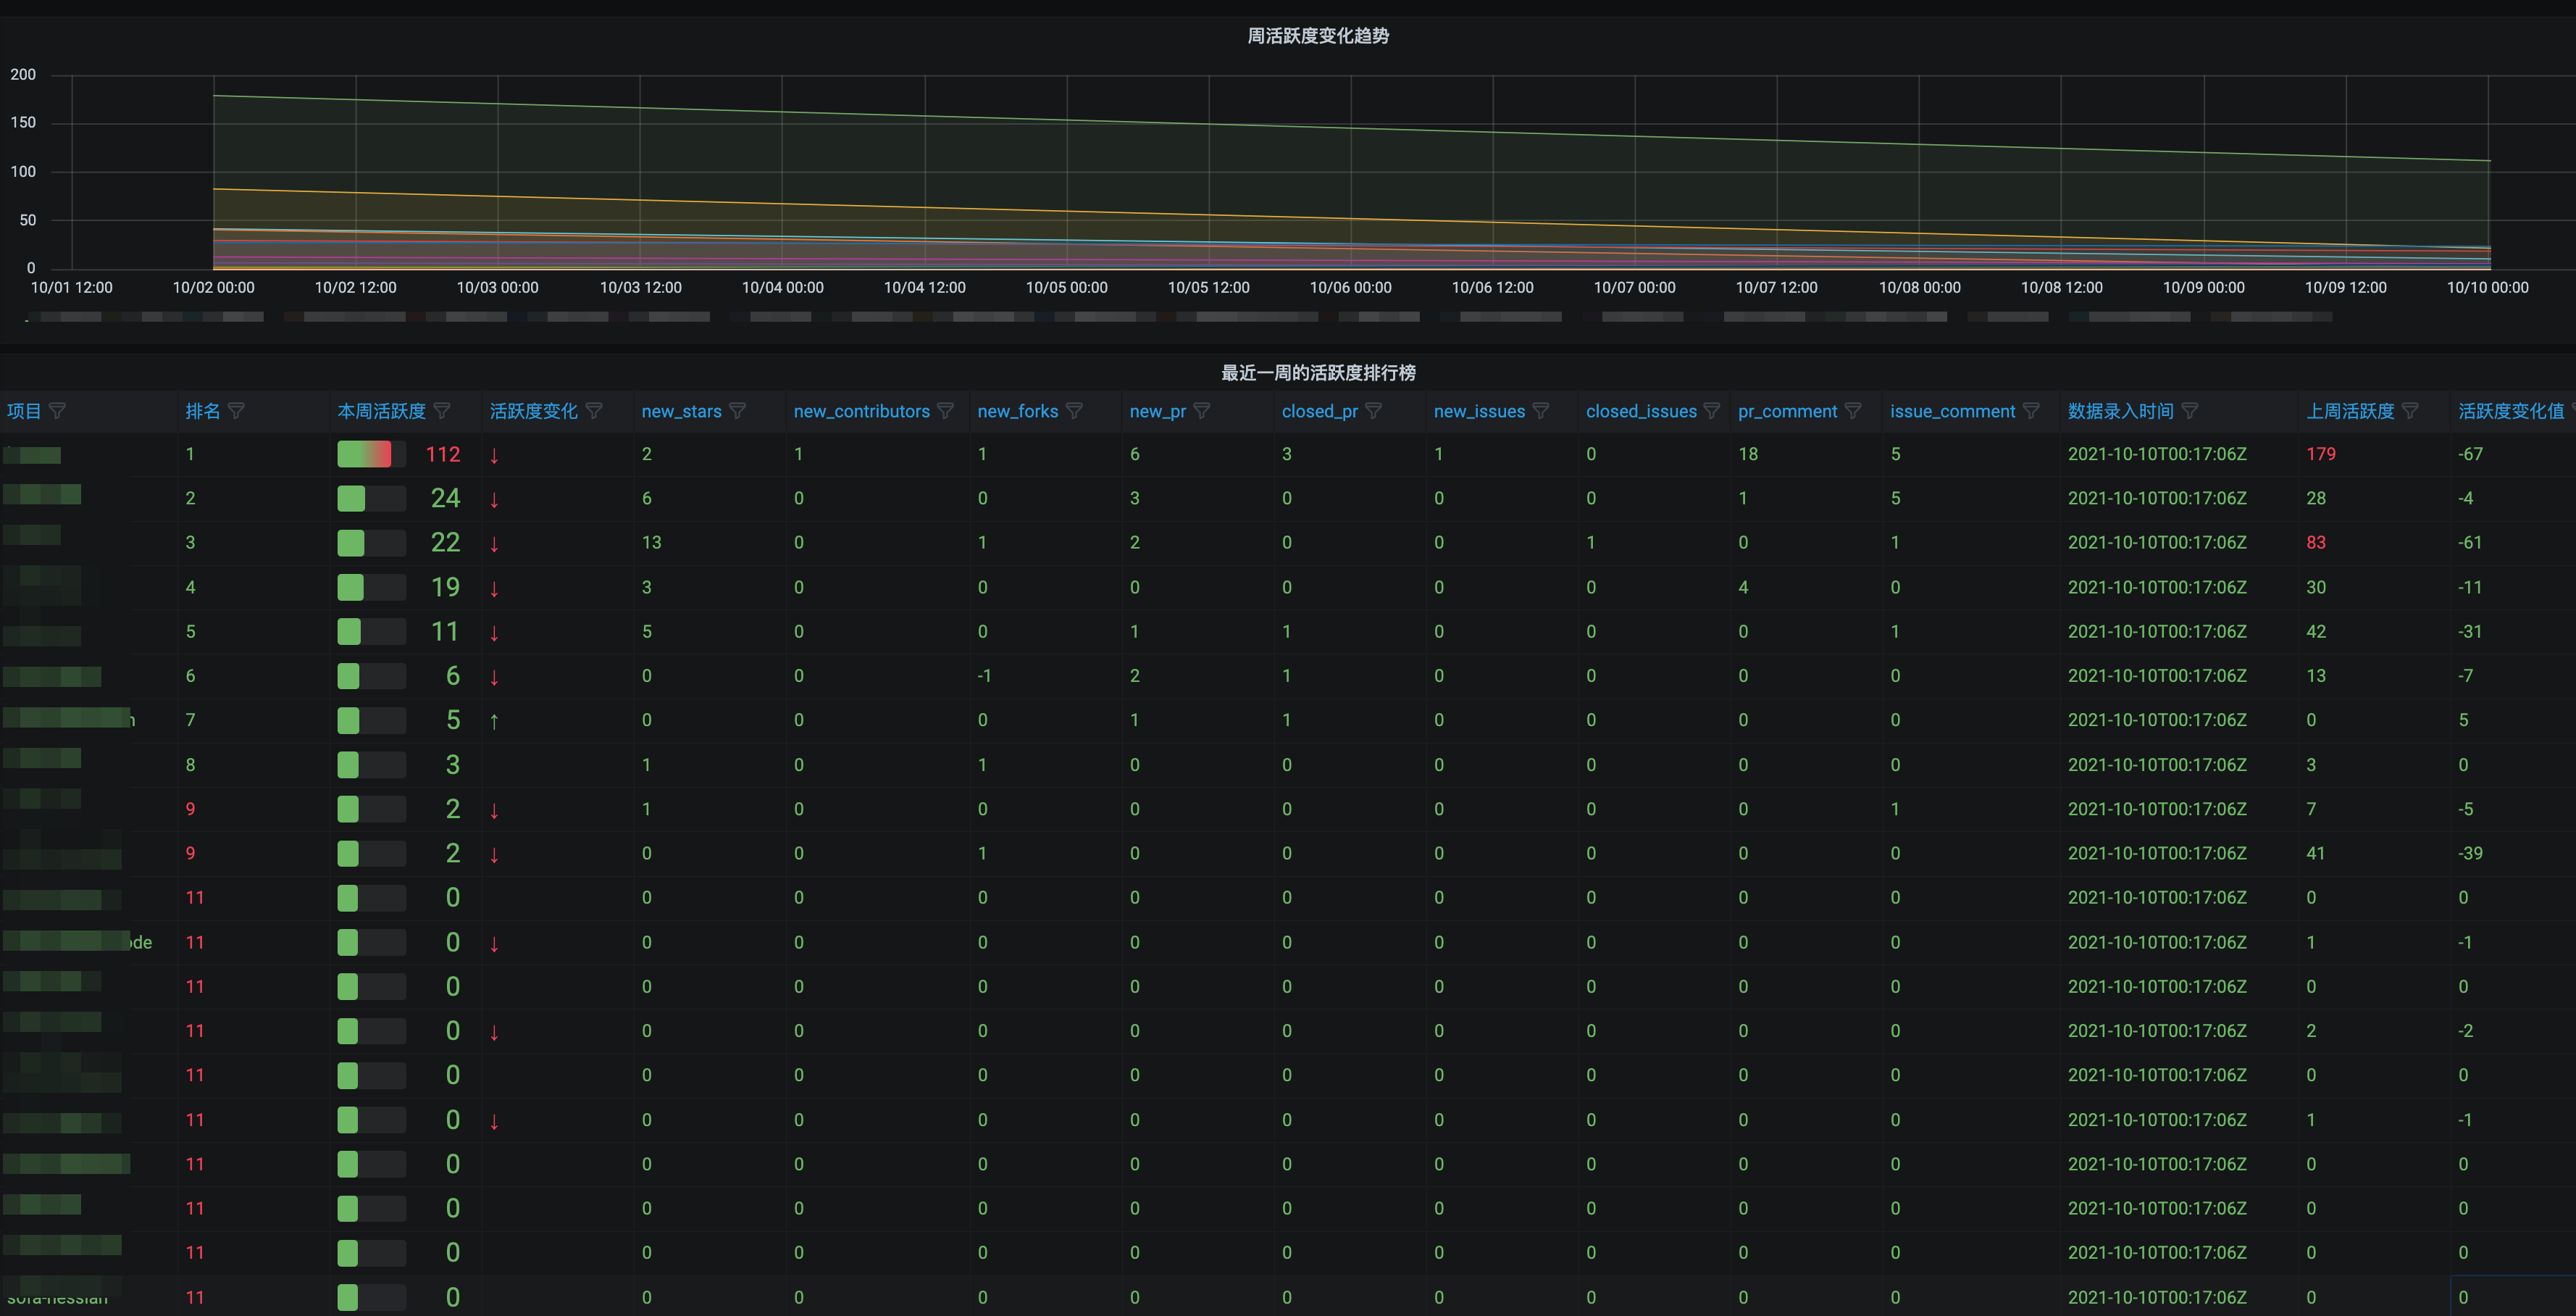 周活跃度变化趋势
200
150
100
50
0
10/01 12:00 10/02 00:00 10/02 12:00 10/03 00:00 10/03 12:00 10/04 00:00 10/04 12:00 10/05 00:00 10/05 12:00 10/06 00:00 10/06 12:00 10/07 00:00 10/07 12:00 10/08 00:00 10/08 12:00 10/09 00:00 10/09 12:00 10/10 00:00
最近一周的活跃度排行榜
项目 排名 本周活跃度 活跃度变化 new_stars new_contributors new_forks new_pr closed_pr new_issues closed_issues pr_comment issue_comment 数据录入时间 上周活跃度 活跃度变化值
1 112 ↓ 2 1 1 6 3 1 0 18 5 2021-10-10T00:17:06Z 179 -67
2 24 ↓ 6 0 0 3 0 0 0 1 5 2021-10-10T00:17:06Z 28 -4
3 22 ↓ 13 0 1 2 0 0 1 0 1 2021-10-10T00:17:06Z 83 -61
4 19 ↓ 3 0 0 0 0 0 0 4 0 2021-10-10T00:17:06Z 30 -11
5 11 ↓ 5 0 0 1 1 0 0 0 1 2021-10-10T00:17:06Z 42 -31
6 6 ↓ 0 0 -1 2 1 0 0 0 0 2021-10-10T00:17:06Z 13 -7
7 5 ↑ 0 0 0 1 1 0 0 0 0 2021-10-10T00:17:06Z 0 5
8 3 1 0 1 0 0 0 0 0 0 2021-10-10T00:17:06Z 3 0
9 2 ↓ 1 0 0 0 0 0 0 0 1 2021-10-10T00:17:06Z 7 -5
9 2 ↓ 0 0 1 0 0 0 0 0 0 2021-10-10T00:17:06Z 41 -39
11 0 0 0 0 0 0 0 0 0 0 2021-10-10T00:17:06Z 0 0
de 11 0 ↓ 0 0 0 0 0 0 0 0 0 2021-10-10T00:17:06Z 1 -1
11 0 0 0 0 0 0 0 0 0 0 2021-10-10T00:17:06Z 0 0
11 0 ↓ 0 0 0 0 0 0 0 0 0 2021-10-10T00:17:06Z 2 -2
11 0 0 0 0 0 0 0 0 0 0 2021-10-10T00:17:06Z 0 0
11 0 ↓ 0 0 0 0 0 0 0 0 0 2021-10-10T00:17:06Z 1 -1
11 0 0 0 0 0 0 0 0 0 0 2021-10-10T00:17:06Z 0 0
11 0 0 0 0 0 0 0 0 0 0 2021-10-10T00:17:06Z 0 0
11 0 0 0 0 0 0 0 0 0 0 2021-10-10T00:17:06Z 0 0
sofa-hessian 11 0 0 0 0 0 0 0 0 0 0 2021-10-10T00:17:06Z 0 0